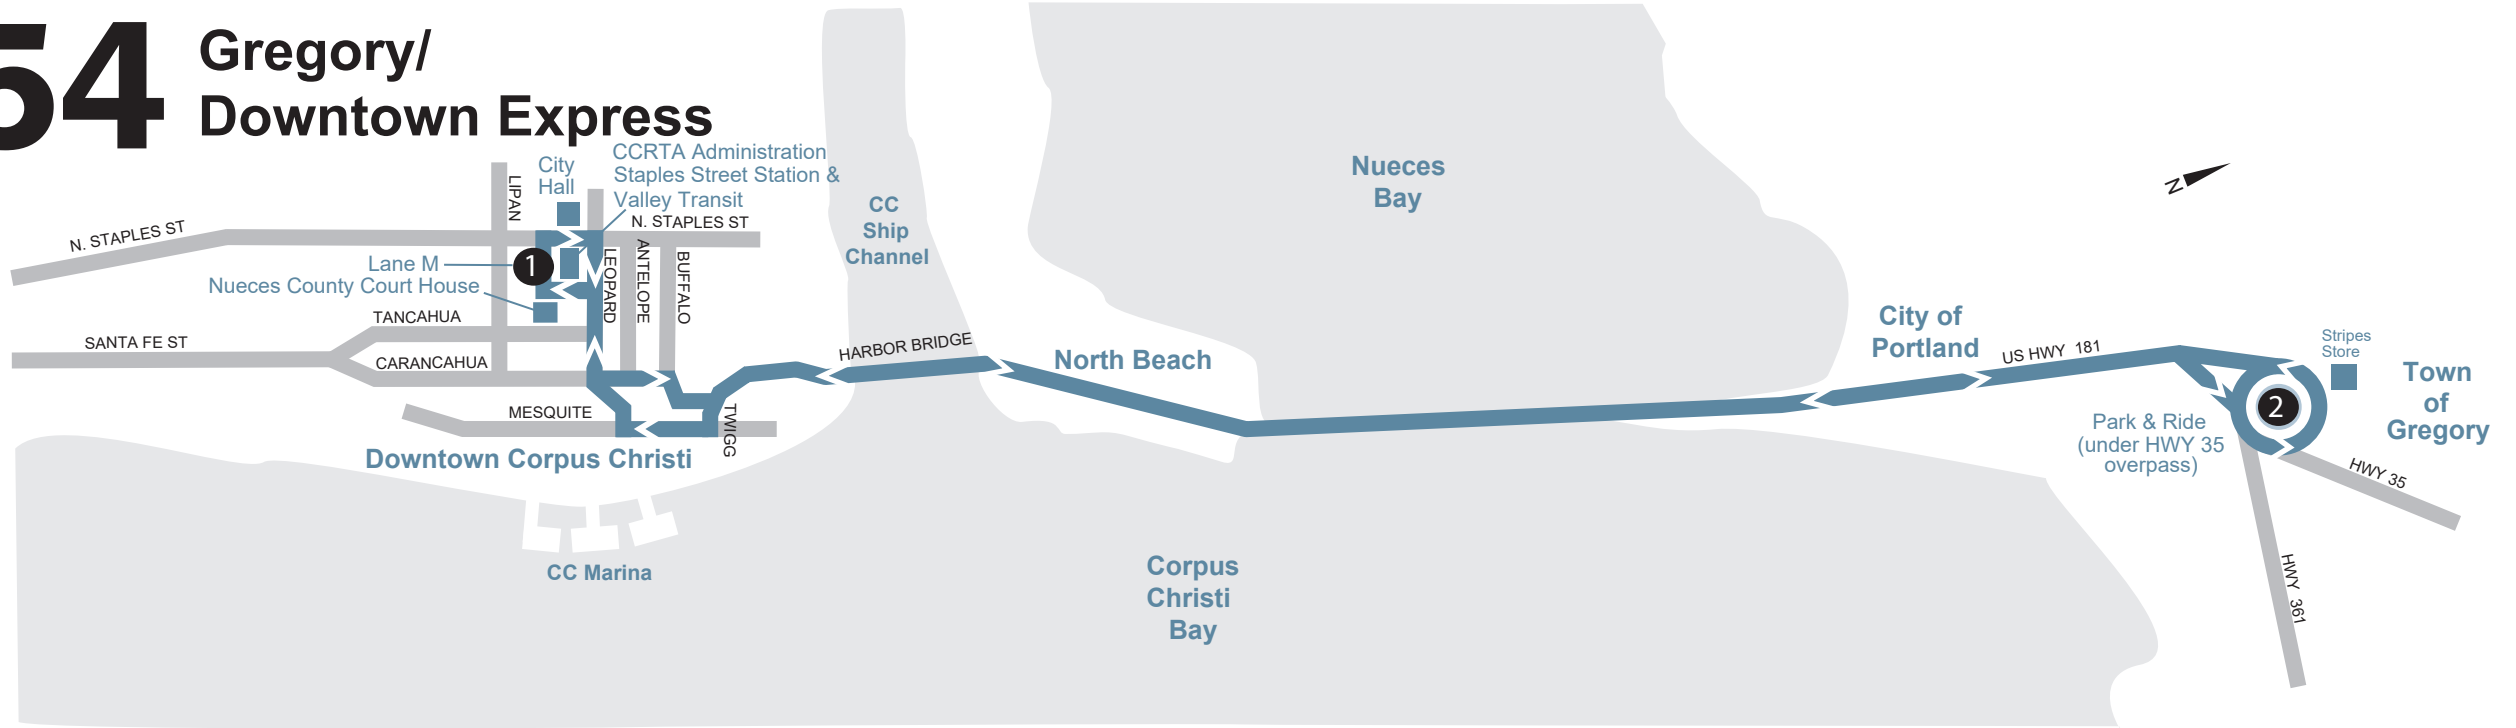 54
Gregory/
Downtown Express
City
Hall
CCRTA Administration
Staples Street Station &
Valley Transit
LIPAN
N. STAPLES ST
N. STAPLES ST
1
Lane M
Nueces County Court House
LEOPARD
ANTELOPE
BUFFALO
TANCAHUA
SANTA FE ST
CARANCAHUA
MESQUITE
TWIGG
Downtown Corpus Christi
CC Marina
CC
Ship
Channel
HARBOR BRIDGE
North Beach
Nueces
Bay
Corpus
Christi
Bay
N
City of
Portland
US HWY 181
Stripes
Store
2
Town
of
Gregory
Park & Ride
(under HWY 35
overpass)
HWY 35
HWY 361